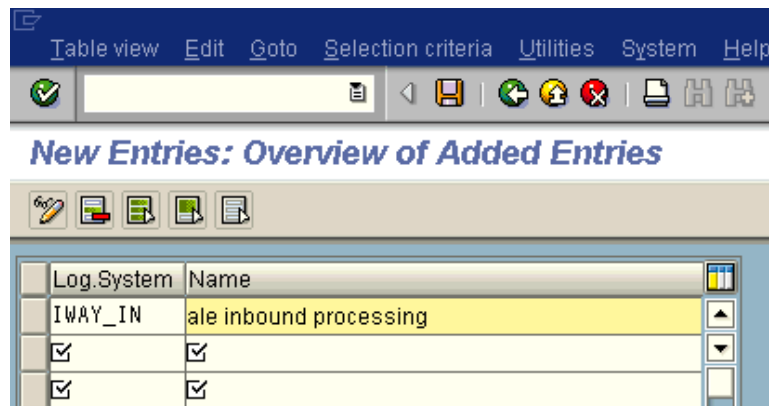 Table view Edit Goto Selection criteria Utilities System Help
New Entries: Overview of Added Entries
Log.System Name
IWAY_IN ale inbound processing